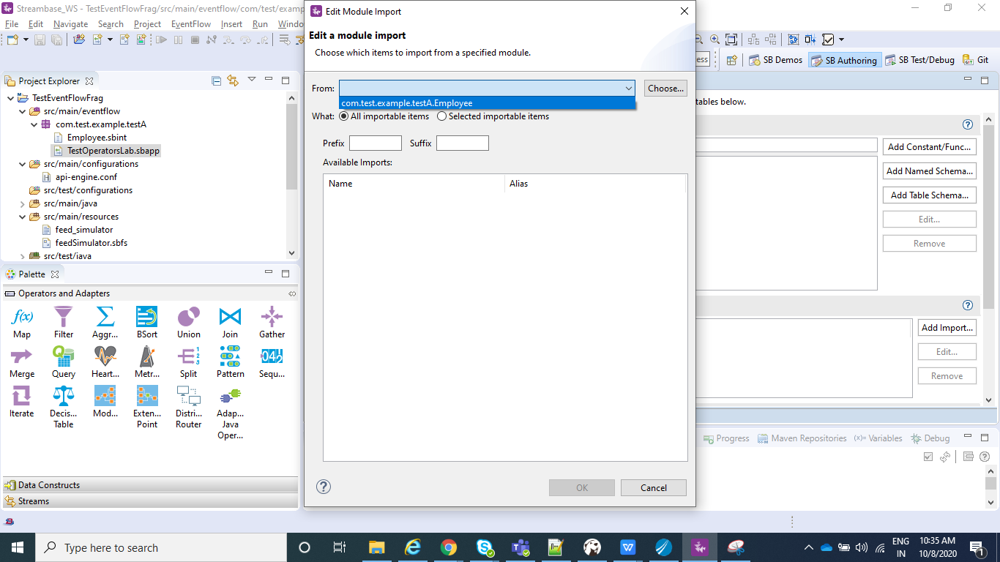 Streambase_WS - TestEventFlowFrag/src/main/eventflow/com/test/examp
File Edit Navigate Search Project EventFlow Insert Run Windo
ess SB Demos SB Authoring SB Test/Debug Git
Project Explorer
TestEventFlowFrag
src/main/eventflow
com.test.example.testA
Employee.sbint
TestOperatorsLab.sbapp
src/main/configurations
api-engine.conf
src/test/configurations
src/main/java
src/main/resources
feed_simulator
feedSimulator.sbfs
src/test/java
Palette
Operators and Adapters
Map Filter Aggr... BSort Union Join Gather
Merge Query Heart... Metr... Split Pattern Sequ...
Iterate Decis... Table Mod... Exten... Point Distri... Router Adap... Java Oper...
Data Constructs
Streams
Edit Module Import
Edit a module import
Choose which items to import from a specified module.
From: Choose...
com.test.example.testA.Employee
What: All importable items Selected importable items
Prefix Suffix
Available Imports:
Name Alias
OK Cancel
tables below.
Add Constant/Func...
Add Named Schema...
Add Table Schema...
Edit...
Remove
Add Import...
Edit...
Remove
Progress Maven Repositories (x)= Variables Debug
Type here to search
ENG
IN
10:35 AM
10/8/2020
1